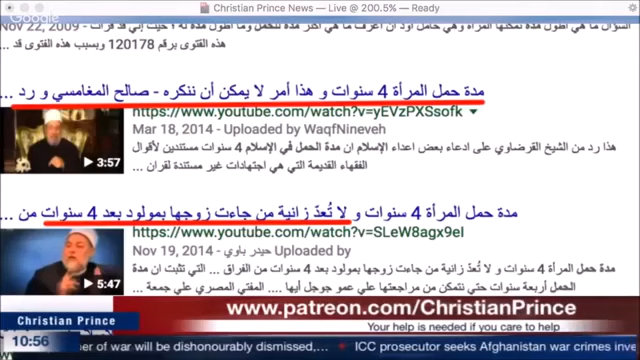 Christian Prince News — Live @ 200.5% — Ready
Google
Nov 22, 2009 -
هذه الفتوى برقم 120178 وبسبب هذه الفتوى قد
مدة حمل المرأة 4 سنوات و هذا أمر لا يمكن أن ننكره - صالح المغامسي و رد ...
https://www.youtube.com/watch?v=yEVzPXSsofk
Mar 18, 2014 - Uploaded by WaqfNineveh
هذا رد من الشيخ القرضاوي على ادعاء بعض اعداء الإسلام ان مدة الحمل في الإسلام 4 سنوات مستندين لأقوال
الفقهاء القديمة التي هي اجتهادات غير مستندة لقران ...
3:57
مدة حمل المرأة 4 سنوات و لا تُعدّ زانية من جاءت زوجها بمولود بعد 4 سنوات من ...
https://www.youtube.com/watch?v=SLeW8agx9eI
Nov 19, 2014 - Uploaded by حيدر باوي
مدة حمل المرأة 4 سنوات و لا تُعدّ زانية من جاءت زوجها بمولود بعد 4 سنوات من الفراق ... التي تثبت ان مدة
الحمل أربعة سنوات حتي نتمكن من مراجعتها علي عمو جوجل أيها.... المفتي المصري علي جمعة ...
5:47
www.patreon.com/ChristianPrince
Your help is needed if you care to help
Christian Prince
10:56
er of war will be dishonourably dismissed,
ICC prosecutor seeks Afghanistan war crimes inves